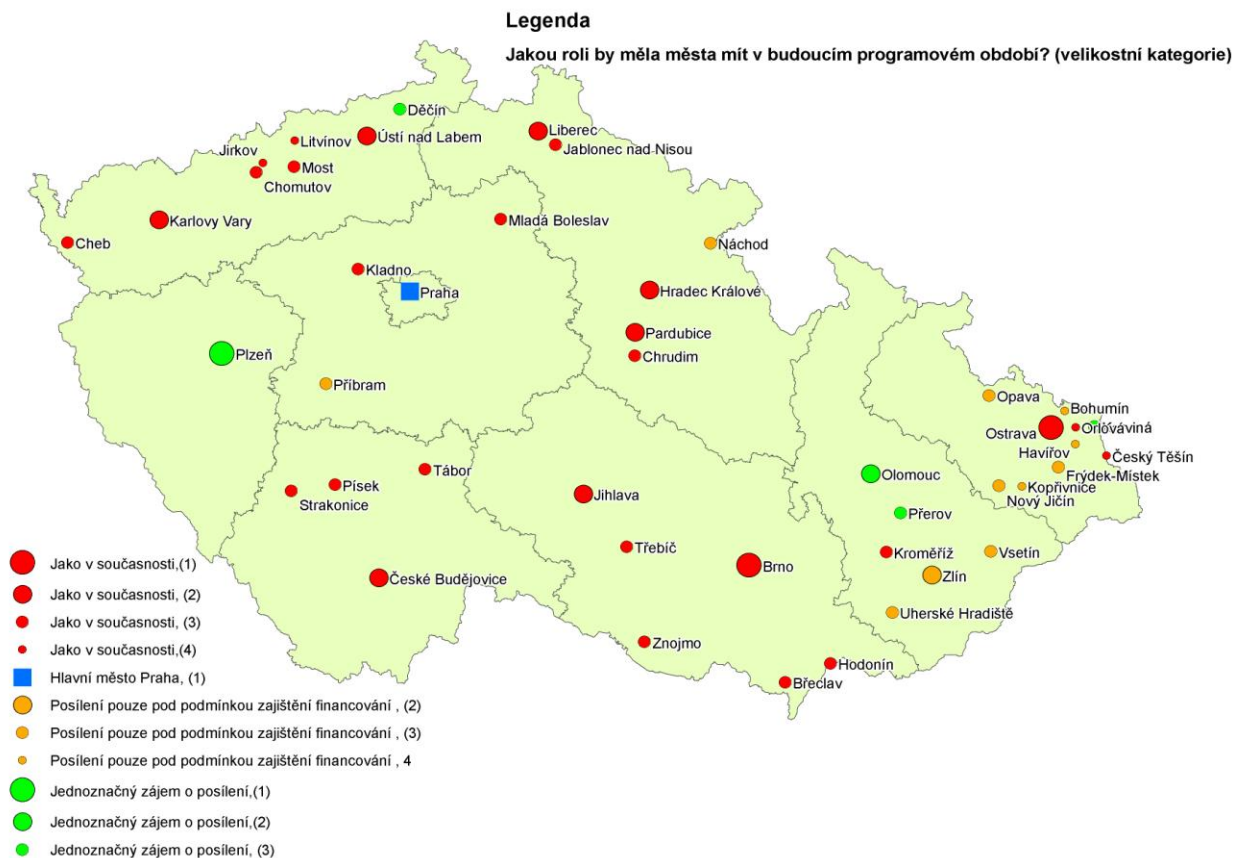 Legenda
Jakou roli by měla města mít v budoucím programovém období? (velikostní kategorie)
Děčín
Litvínov
Ústí nad Labem
Liberec
Jirkov
Most
Jablonec nad Nisou
Chomutov
Karlovy Vary
Mladá Boleslav
Cheb
Náchod
Kladno
Praha
Hradec Králové
Pardubice
Plzeň
Chrudim
Příbram
Opava
Bohumín
Ostrava
Havířov
Český Těšín
Tábor
Olomouc
Frýdek-Místek
Písek
Kopřivnice
Strakonice
Jihlava
Nový Jičín
Přerov
Třebíč
Kroměříž
Vsetín
Brno
Zlín
České Budějovice
Uherské Hradiště
Znojmo
Hodonín
Břeclav
Jako v současnosti,(1)
Jako v současnosti, (2)
Jako v současnosti, (3)
Jako v současnosti,(4)
Hlavní město Praha, (1)
Posílení pouze pod podmínkou zajištění financování , (2)
Posílení pouze pod podmínkou zajištění financování , (3)
Posílení pouze pod podmínkou zajištění financování , 4
Jednoznačný zájem o posílení,(1)
Jednoznačný zájem o posílení,(2)
Jednoznačný zájem o posílení, (3)